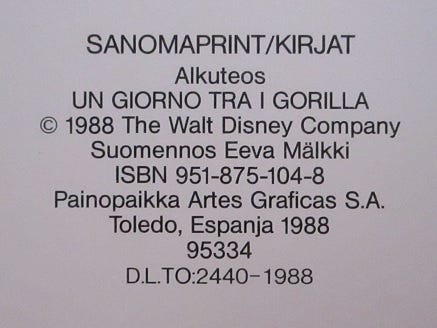 SANOMAPRINT/KIRJAT
Alkuteos
UN GIORNO TRA I GORILLA
© 1988 The Walt Disney Company
Suomennos Eeva Mälkki
ISBN 951-875-104-8
Painopaikka Artes Graficas S.A.
Toledo, Espanja 1988
95334
D.L.TO:2440-1988